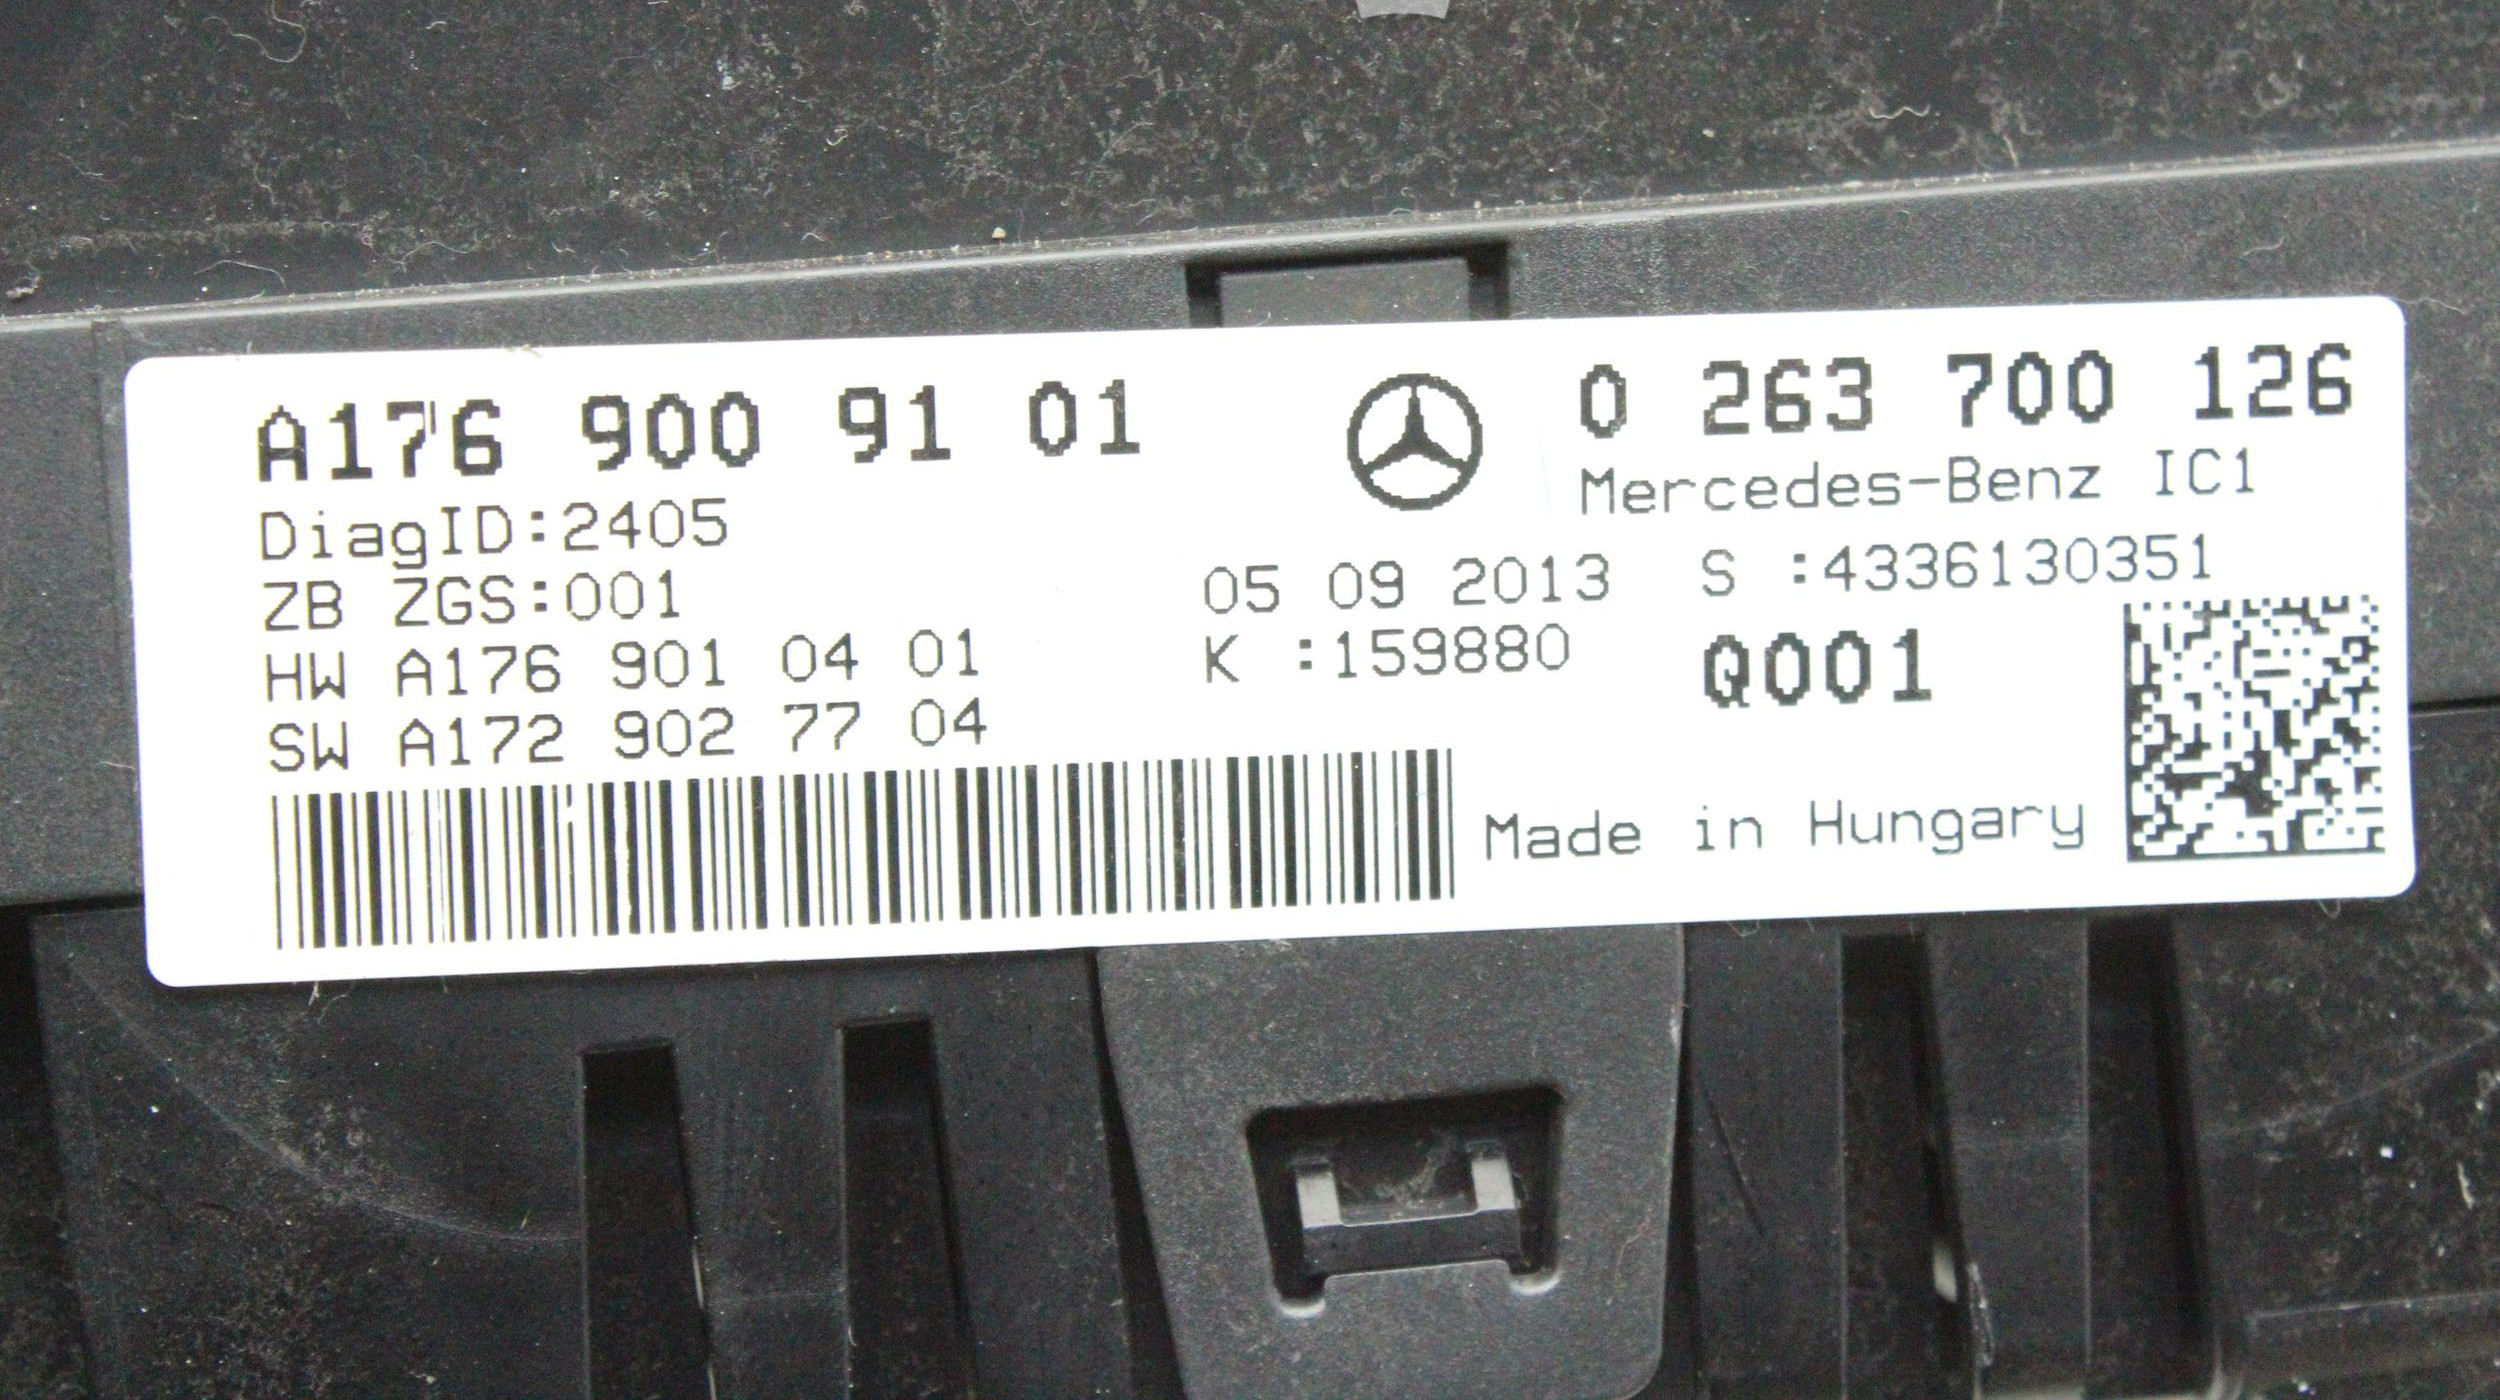 A176 900 91 01
DiagID:2405
ZB ZGS:001
HW A176 901 04 01
SW A172 902 77 04
05 09 2013
K :159880
0 263 700 126
Mercedes-Benz IC1
S :4336130351
Q001
Made in Hungary